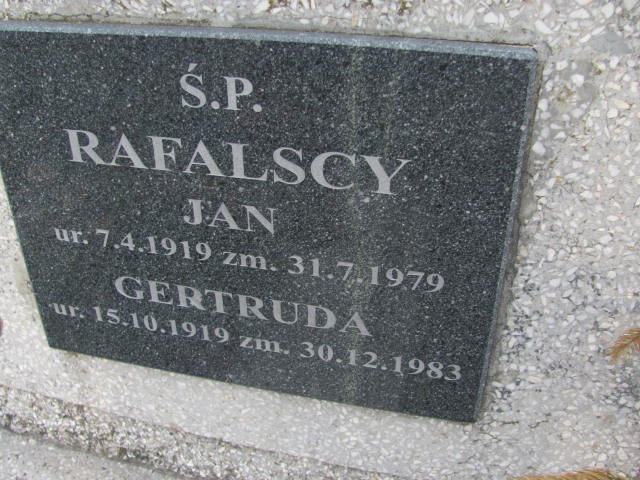 Ś.P.
RAFALSCY
JAN
ur. 7.4.1919 zm. 31.7.1979
GERTRUDA
ur. 15.10.1919 zm. 30.12.1983